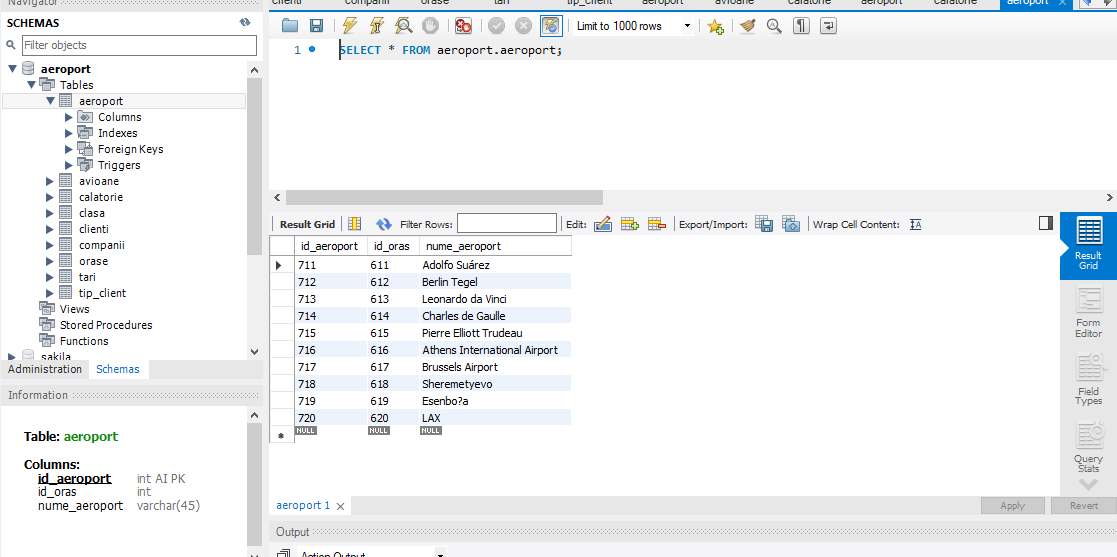 Navigator
SCHEMAS
Filter objects
aeroport
Tables
aeroport
Columns
Indexes
Foreign Keys
Triggers
avioane
calatorie
clasa
clienti
companii
orase
tari
tip_client
Views
Stored Procedures
Functions
sakila
Administration Schemas
Information
Table: aeroport
Columns:
id_aeroport int AI PK
id_oras int
nume_aeroport varchar(45)
clienti companii orase tari tip_client aeroport avioane calatorie aeroport calatorie aeroport
Limit to 1000 rows
1 SELECT * FROM aeroport.aeroport;
Result Grid Filter Rows: Edit: Export/Import: Wrap Cell Content:
id_aeroport id_oras nume_aeroport
711 611 Adolfo Suárez
712 612 Berlin Tegel
713 613 Leonardo da Vinci
714 614 Charles de Gaulle
715 615 Pierre Elliott Trudeau
716 616 Athens International Airport
717 617 Brussels Airport
718 618 Sheremetyevo
719 619 Esenbo?a
720 620 LAX
NULL NULL NULL
Result
Grid
Form
Editor
Field
Types
Query
Stats
aeroport 1
Apply Revert
Output
Action Output